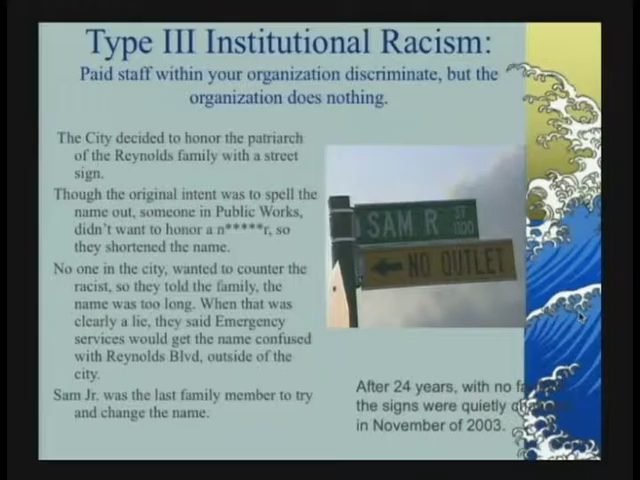 Type III Institutional Racism:
Paid staff within your organization discriminate, but the
organization does nothing.
The City decided to honor the patriarch
of the Reynolds family with a street
sign.
Though the original intent was to spell the
name out, someone in Public Works,
didn't want to honor a n*****r, so
they shortened the name.
No one in the city, wanted to counter the
racist, so they told the family, the
name was too long. When that was
clearly a lie, they said Emergency
services would get the name confused
with Reynolds Blvd, outside of the
city.
Sam Jr. was the last family member to try
and change the name.
SAM R ST
1300
NO OUTLET
After 24 years, with no
the signs were quietly
in November of 2003.